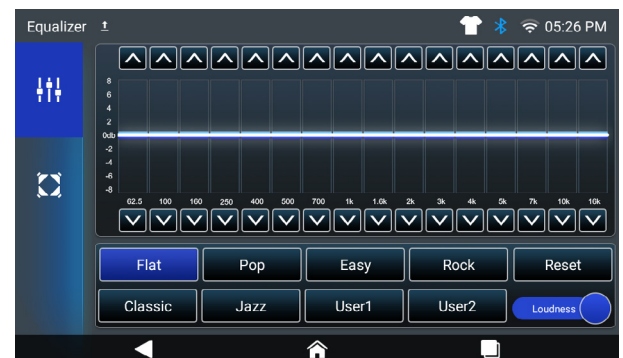 Equalizer 05:26 PM
8
6
4
2
0db
-2
-4
-6
-8
62.5 100 160 250 400 500 700 1k 1.6k 2k 3k 4k 5k 7k 10k 16k
Flat Pop Easy Rock Reset
Classic Jazz User1 User2 Loudness